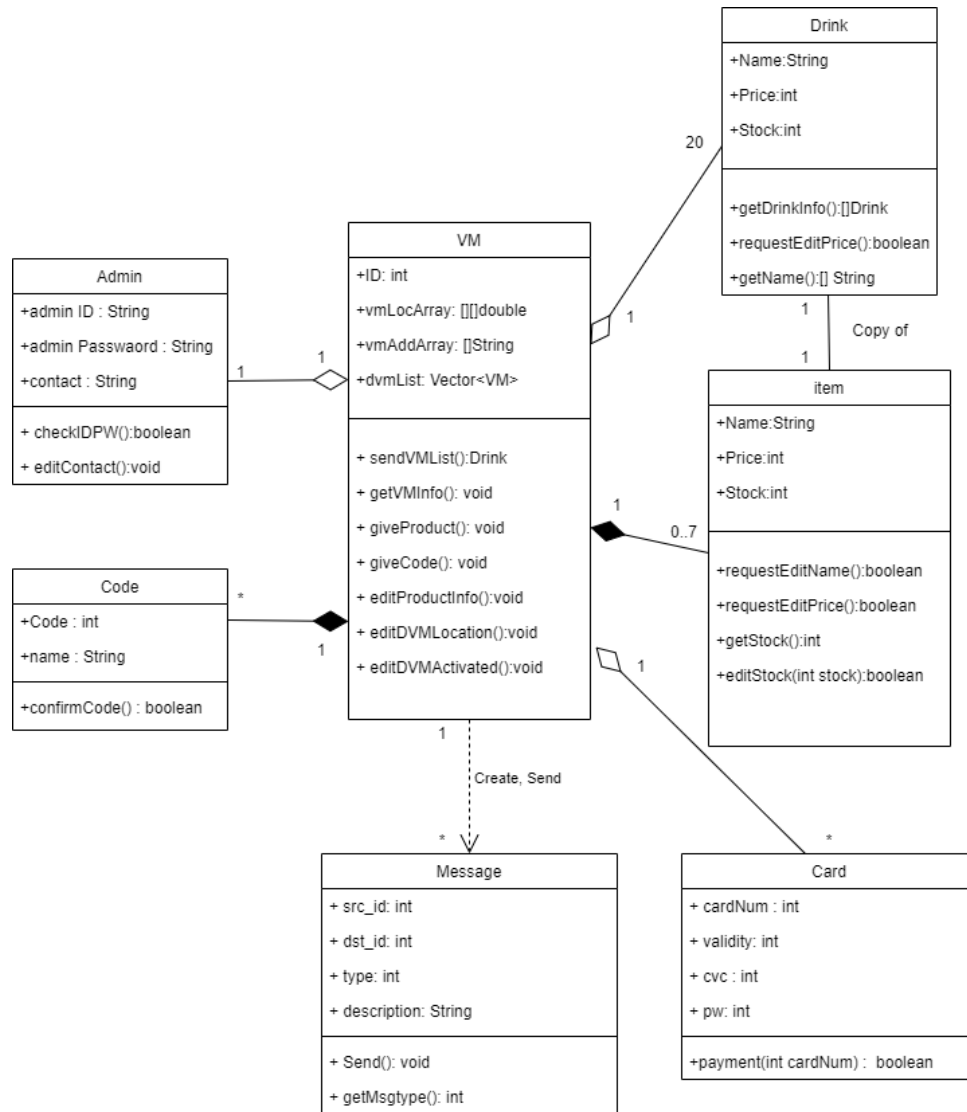 Drink
+Name:String
+Price:int
+Stock:int
+getDrinkInfo():[]Drink
+requestEditPrice():boolean
+getName():[] String
20
1
VM
+ID: int
+vmLocArray: [][]double
+vmAddArray: []String
+dvmList: Vector<VM>
+ sendVMList():Drink
+ getVMInfo(): void
+ giveProduct(): void
+ giveCode(): void
+ editProductInfo():void
+ editDVMLocation():void
+ editDVMActivated():void
Admin
+admin ID : String
+admin Passwaord : String
+contact : String
+ checkIDPW():boolean
+ editContact():void
1
1
1
Copy of
1
item
+Name:String
+Price:int
+Stock:int
+requestEditName():boolean
+requestEditPrice():boolean
+getStock():int
+editStock(int stock):boolean
1
0..7
Code
+Code : int
+name : String
+confirmCode() : boolean
*
1
1
*
1
Create, Send
*
Message
+ src_id: int
+ dst_id: int
+ type: int
+ description: String
+ Send(): void
+ getMsgtype(): int
Card
+ cardNum : int
+ validity: int
+ cvc : int
+ pw: int
+payment(int cardNum) : boolean